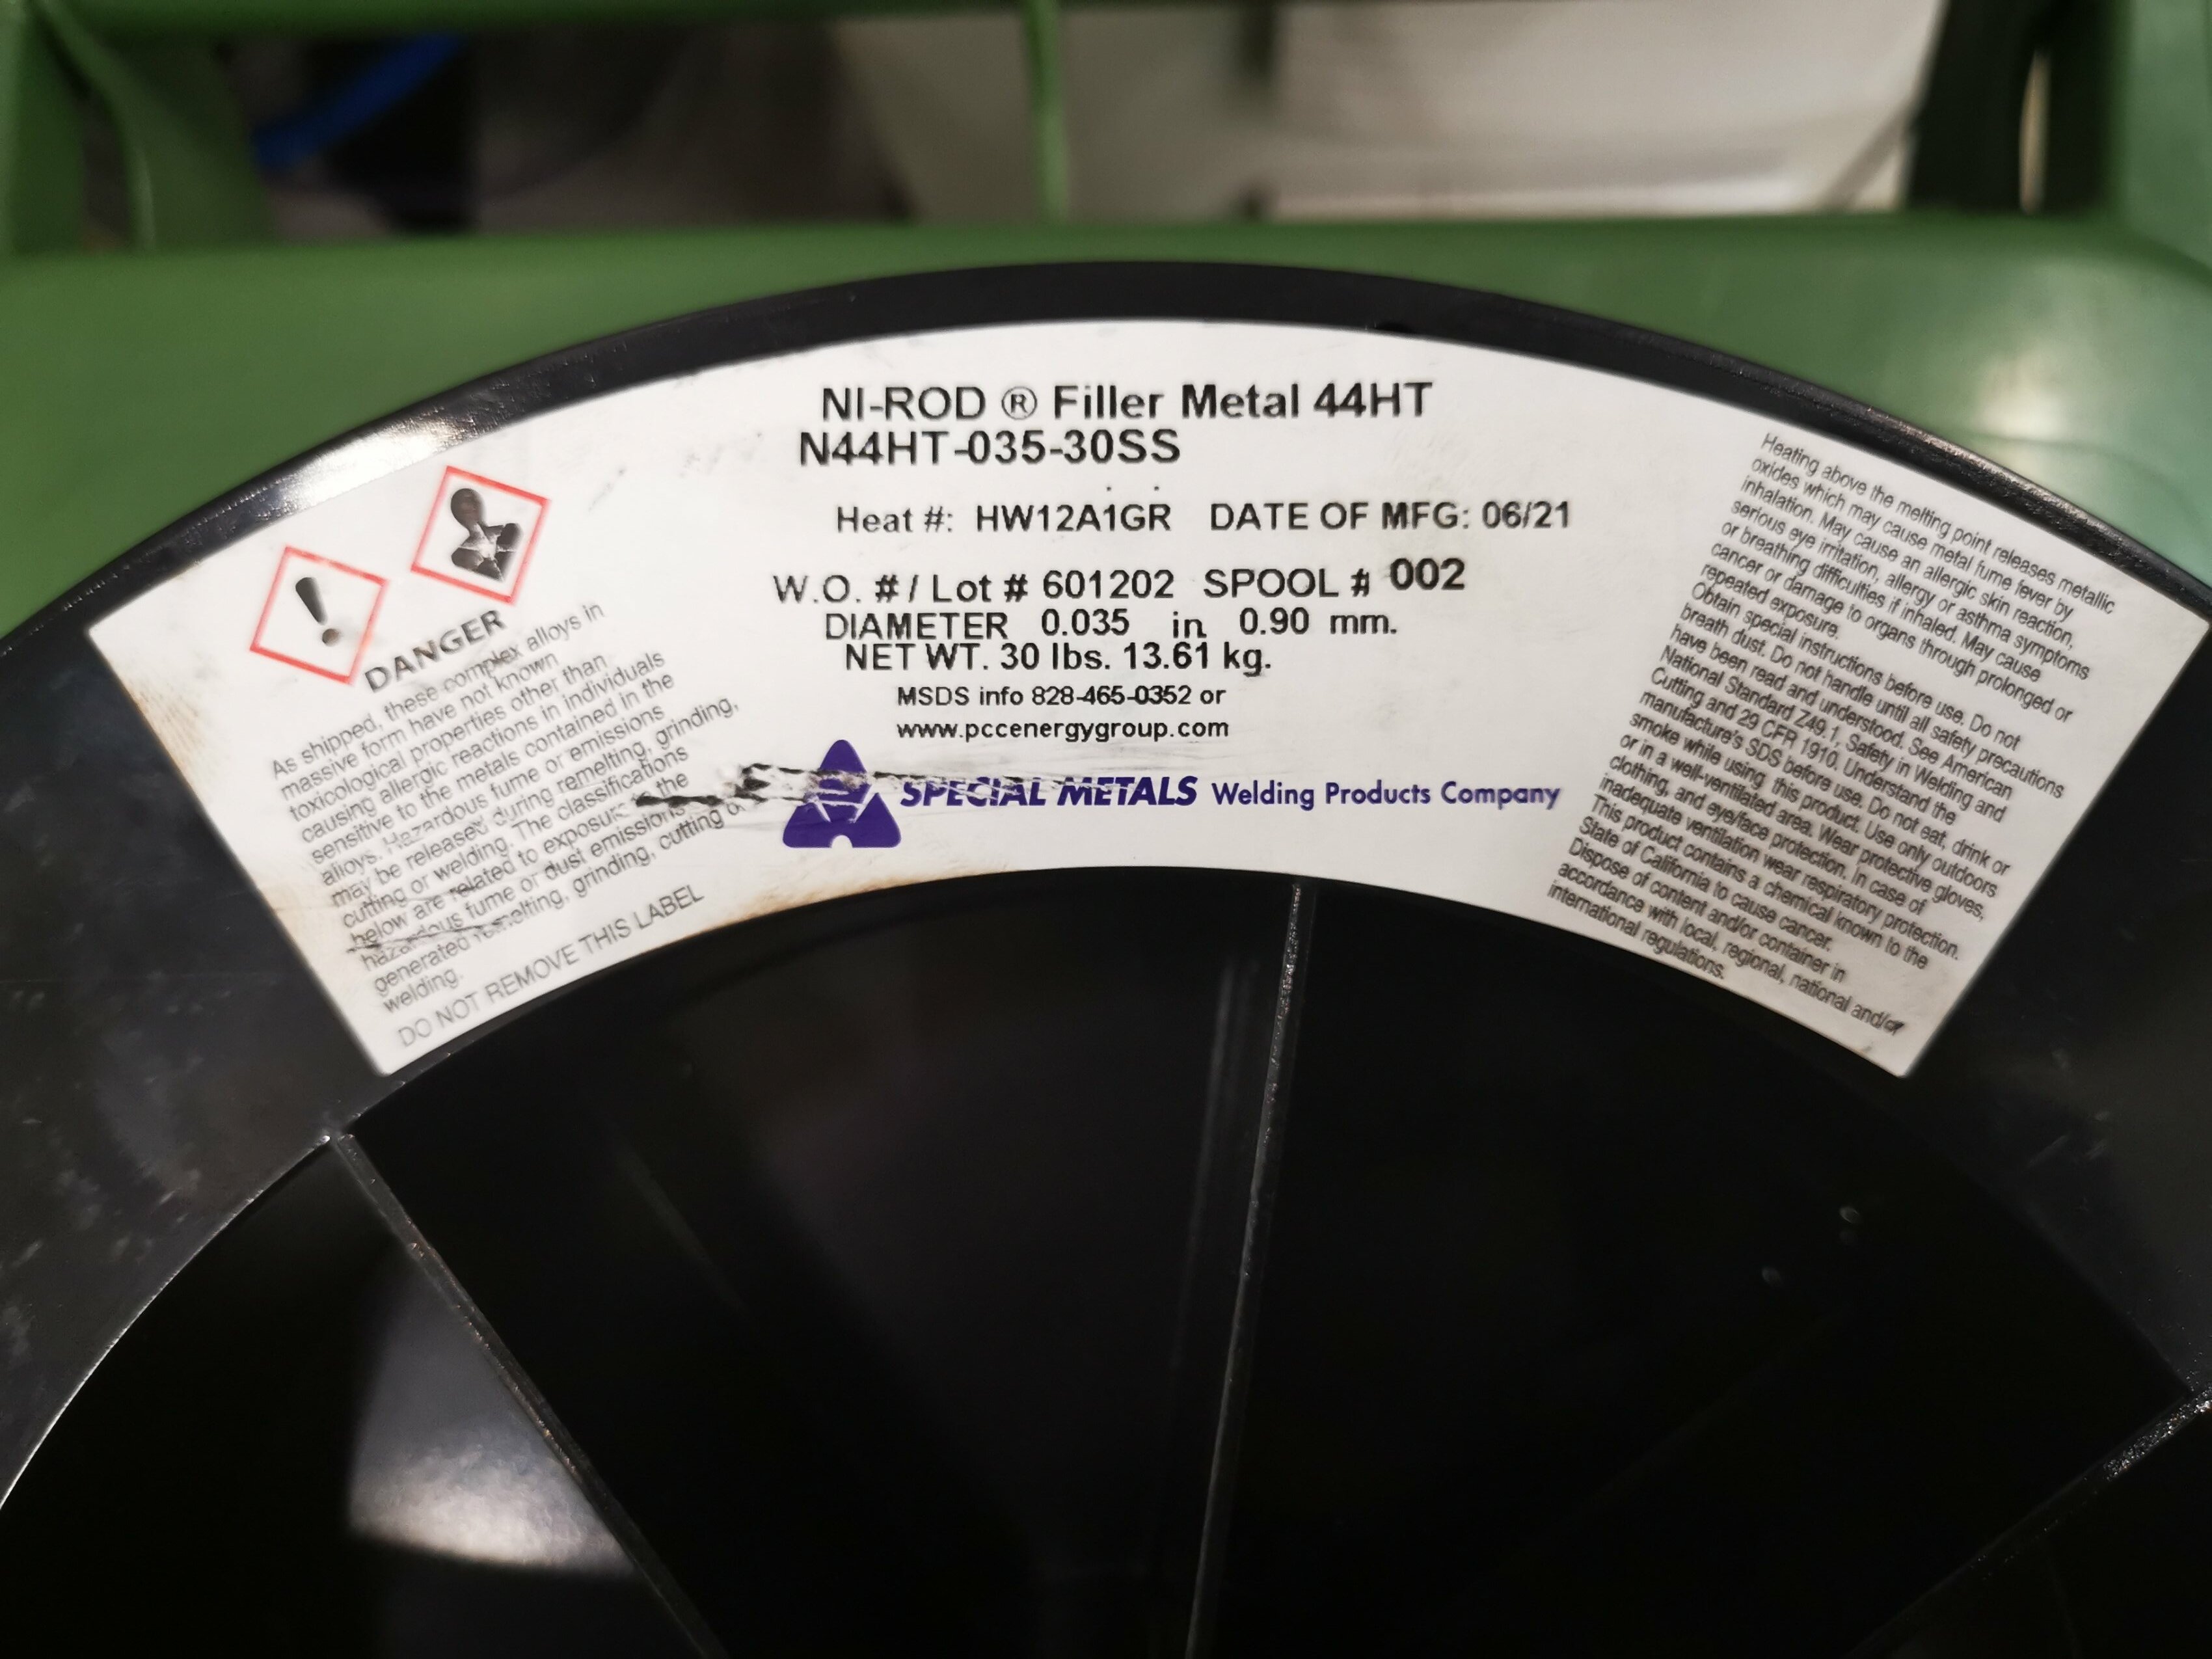 NI-ROD ® Filler Metal 44HT
N44HT-035-30SS
Heat #: HW12A1GR DATE OF MFG: 06/21
W.O. # / Lot # 601202 SPOOL # 002
DIAMETER 0.035 in 0.90 mm.
NET WT. 30 lbs. 13.61 kg.
MSDS info 828-465-0352 or
www.pccenergygroup.com
SPECIAL METALS Welding Products Company
DANGER
As shipped, these complex alloys in
massive form have not known
toxicological properties other than
causing allergic reactions in individuals
sensitive to the metals contained in the
alloys. Hazardous fume or emissions
may be released during remelting, grinding,
cutting or welding. The classifications
below are related to exposure the
hazardous fume or dust emissions
generated remelting, grinding, cutting or
welding.
DO NOT REMOVE THIS LABEL
Heating above the melting point releases metallic
oxides which may cause metal fume fever by
inhalation. May cause an allergic skin reaction,
serious eye irritation, allergy or asthma symptoms
or breathing difficulties if inhaled. May cause
cancer or damage to organs through prolonged or
repeated exposure.
Obtain special instructions before use. Do not
breath dust. Do not handle until all safety precautions
have been read and understood. See American
National Standard Z49.1, Safety in Welding and
Cutting and 29 CFR 1910. Understand the
manufacture's SDS before use. Do not eat, drink or
smoke while using this product. Use only outdoors
or in a well-ventilated area. Wear protective gloves,
clothing, and eye/face protection. In case of
inadequate ventilation wear respiratory protection.
This product contains a chemical known to the
State of California to cause cancer.
Dispose of content and/or container in
accordance with local, regional, national and/or
international regulations.